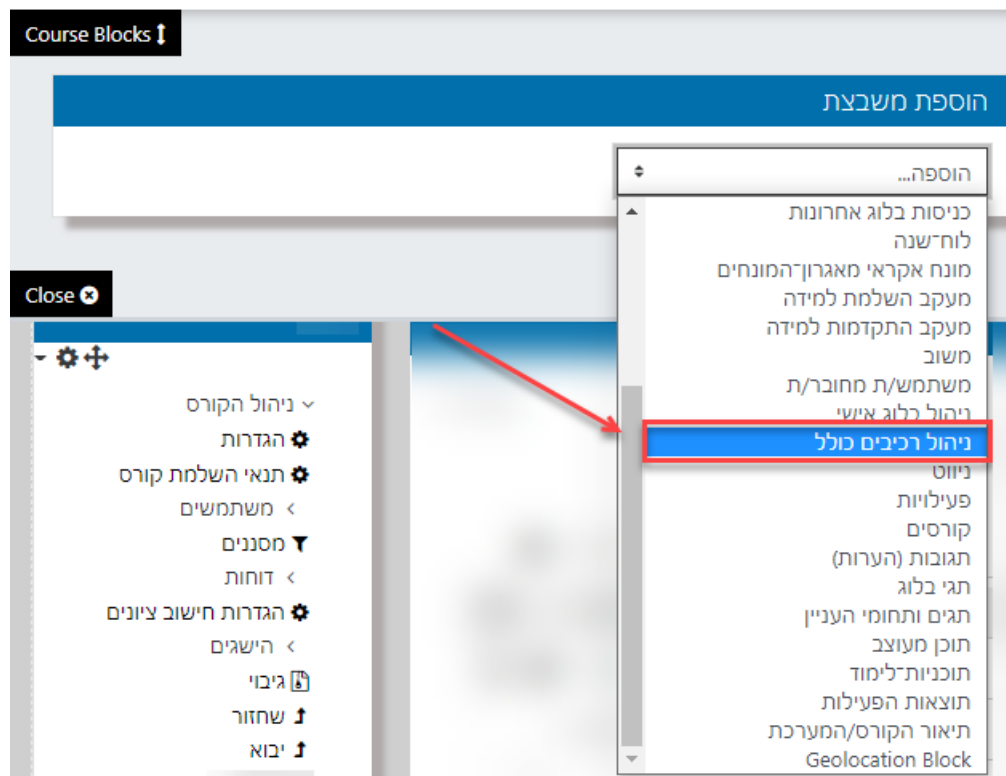 Course Blocks
הוספת משבצת
הוספה...
כניסות בלוג אחרונות
לוח־שנה
מונח אקראי מאגרון־המונחים
מעקב השלמת למידה
מעקב התקדמות למידה
משוב
משתמש/ת מחובר/ת
ניהול בלוג אישי
ניהול רכיבים כולל
ניווט
פעילויות
קורסים
תגובות (הערות)
תגי בלוג
תגים ותחומי העניין
תוכן מעוצב
תוכניות־לימוד
תוצאות הפעילות
תיאור הקורס/המערכת
Geolocation Block
Close
ניהול הקורס
הגדרות
תנאי השלמת קורס
משתמשים
מסננים
דוחות
הגדרות חישוב ציונים
הישגים
גיבוי
שחזור
יבוא